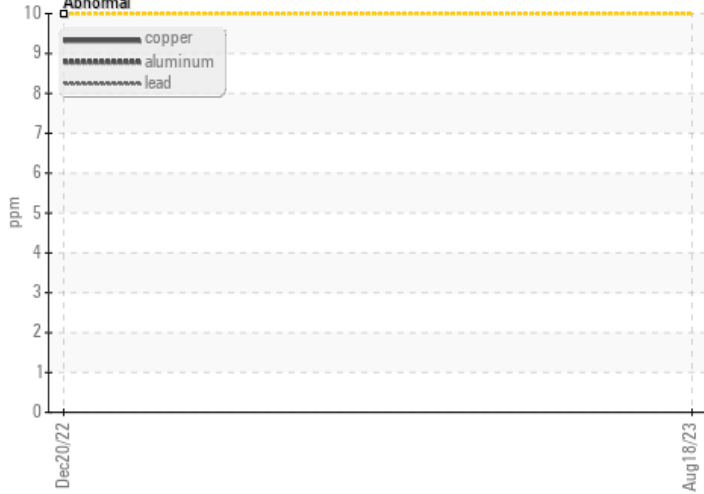 Abnormal
10
9
8
7
6
5
4
3
2
1
0
ppm
copper
aluminum
lead
Dec20/22
Aug18/23